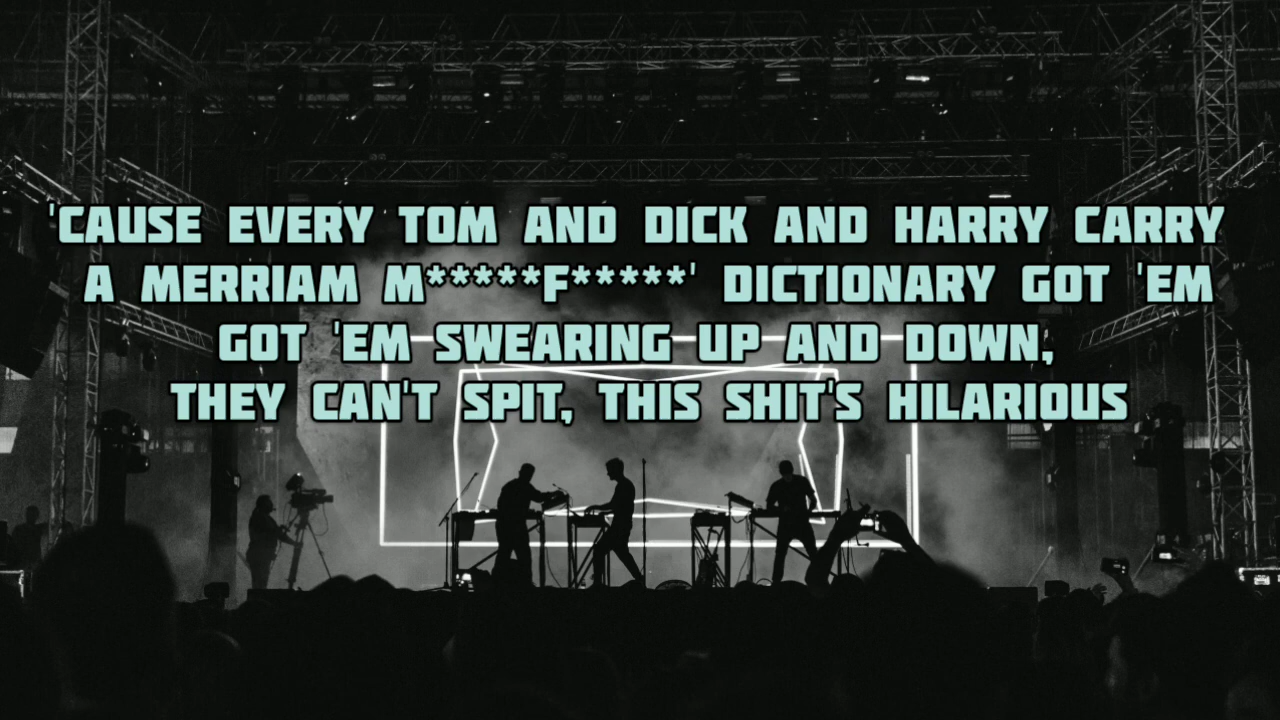 'CAUSE EVERY TOM AND DICK AND HARRY CARRY
A MERRIAM M*****F*****' DICTIONARY GOT 'EM
GOT 'EM SWEARING UP AND DOWN,
THEY CAN'T SPIT, THIS SHIT'S HILARIOUS